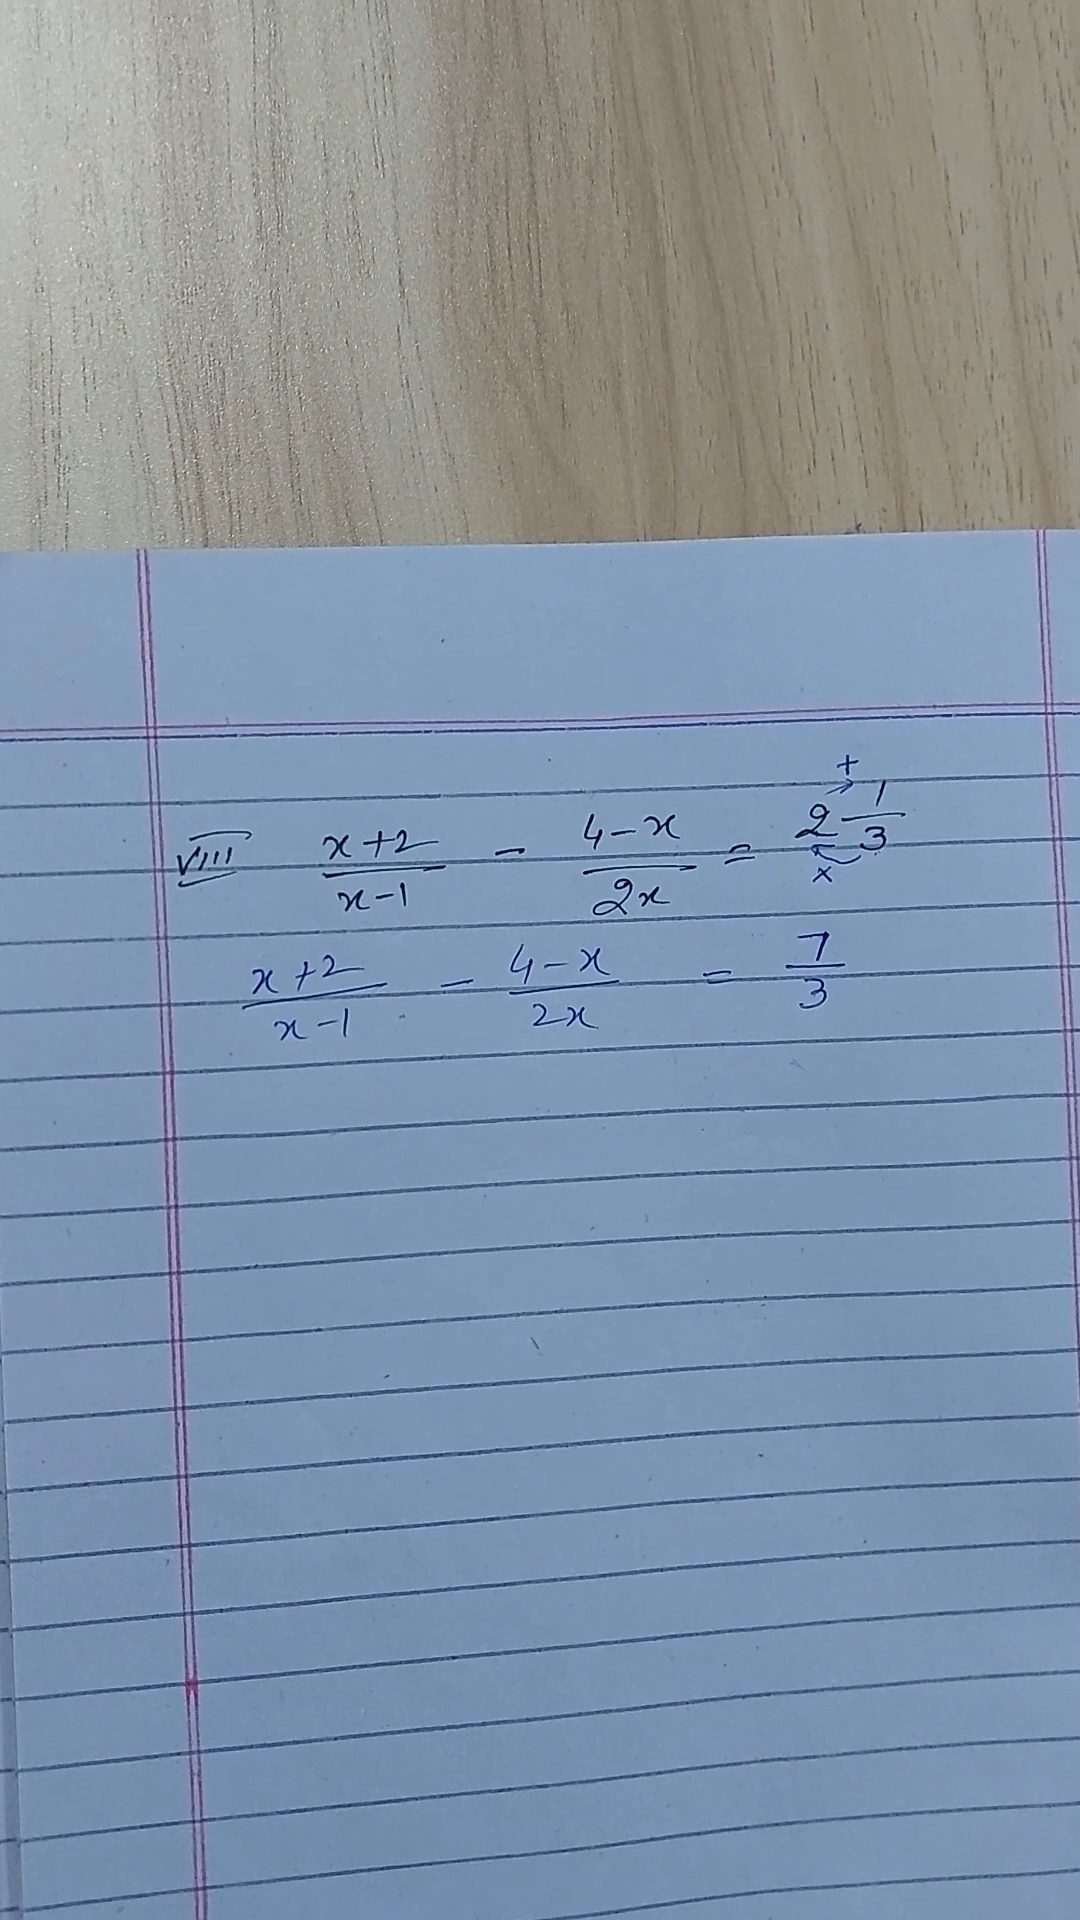 VIII (x+2)/(x-1) - (4-x)/(2x) = 2 1/3 + x
(x+2)/(x-1) - (4-x)/(2x) = 7/3